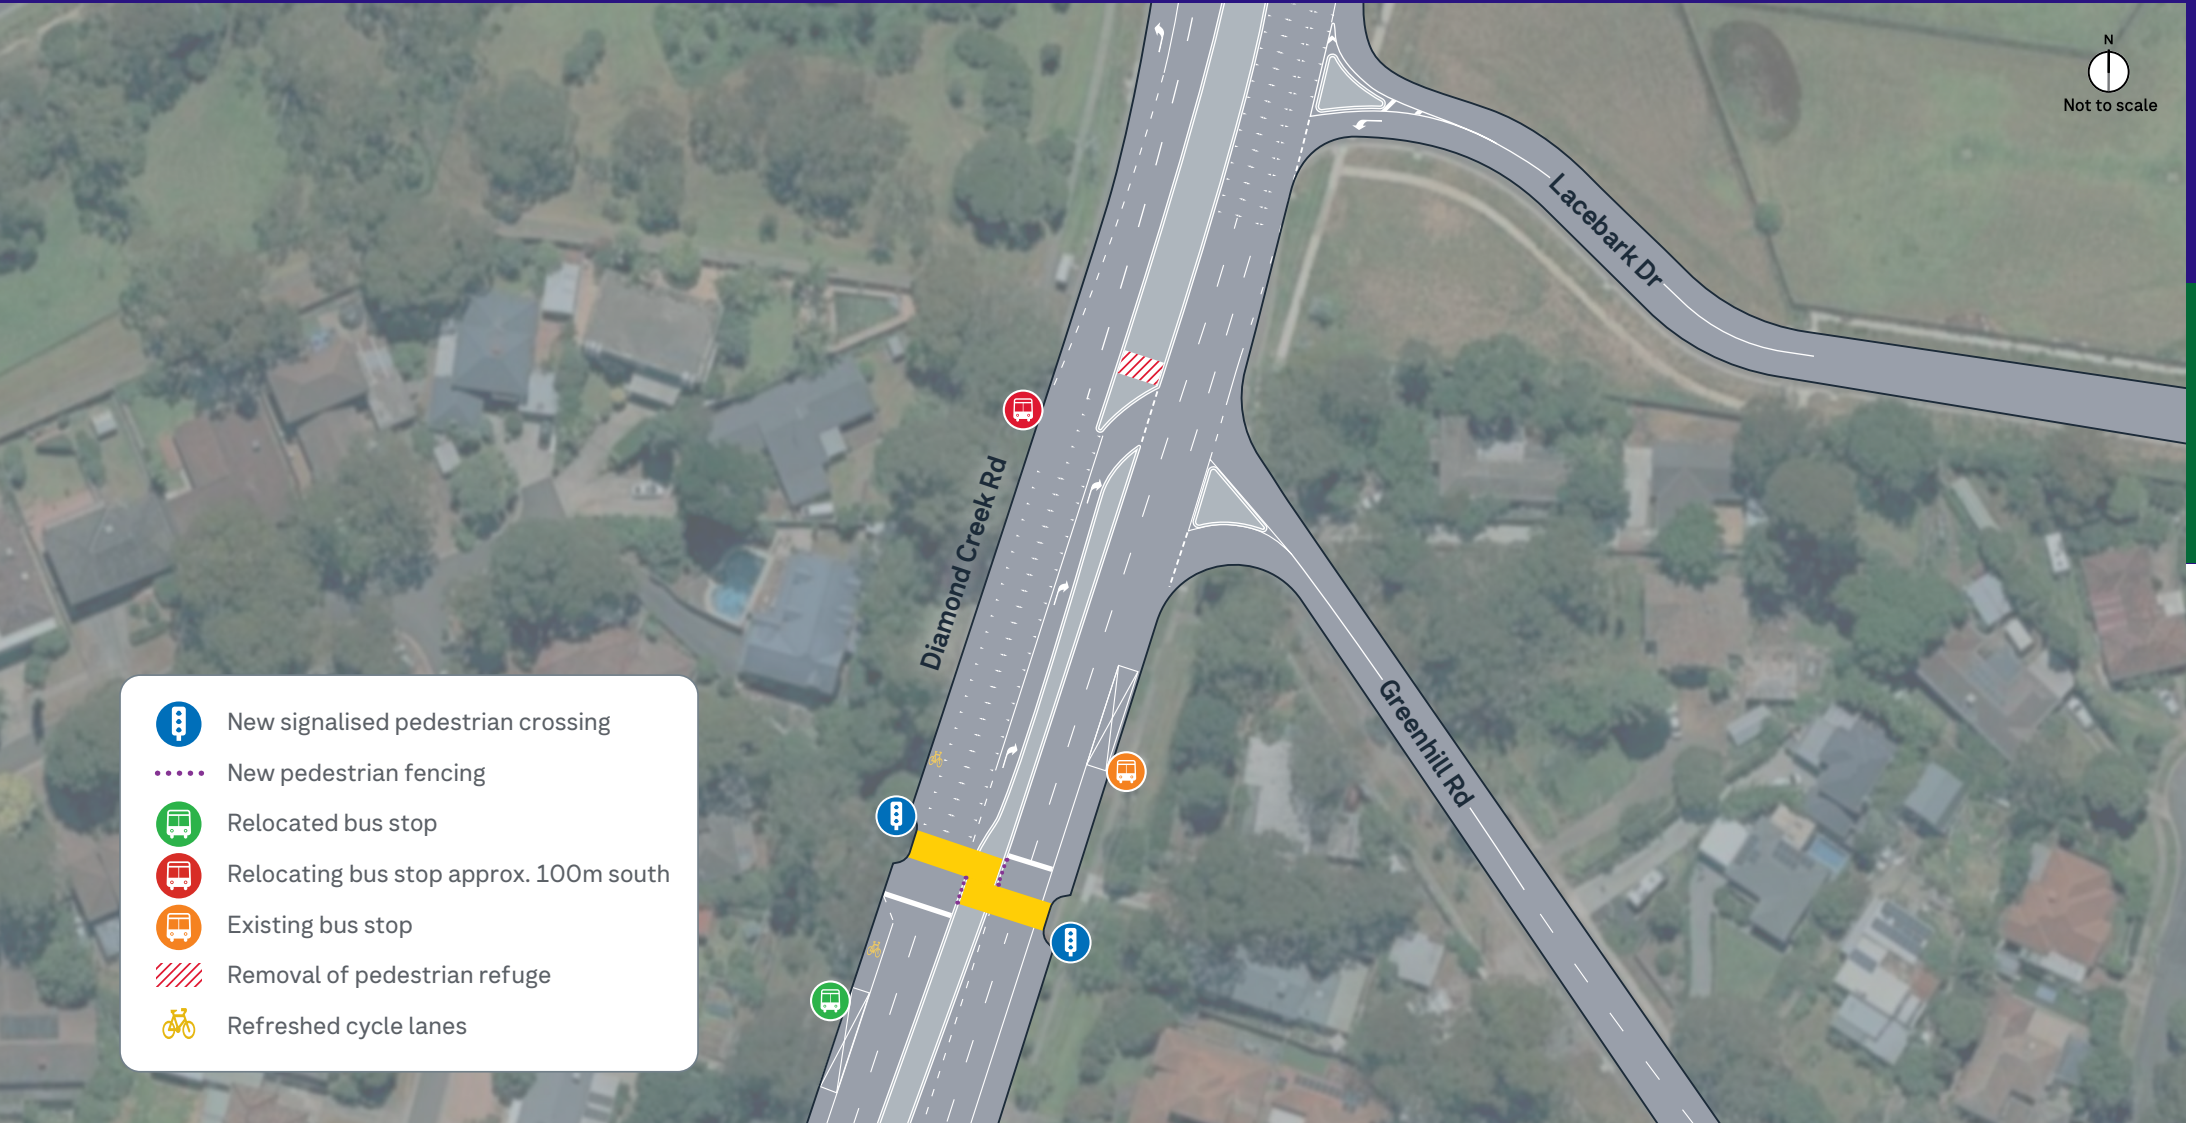 N
Not to scale
Lacebark Dr
Diamond Creek Rd
Greenhill Rd
New signalised pedestrian crossing
New pedestrian fencing
Relocated bus stop
Relocating bus stop approx. 100m south
Existing bus stop
Removal of pedestrian refuge
Refreshed cycle lanes